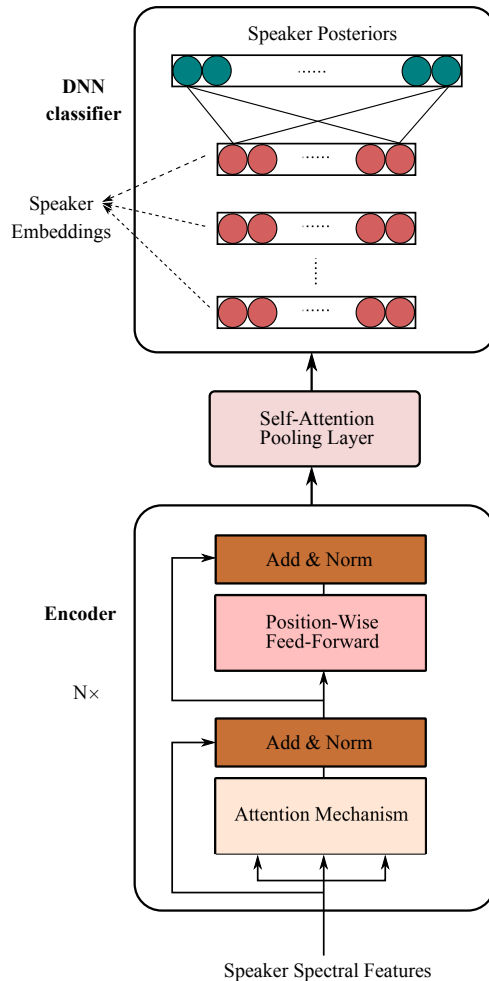 Speaker Posteriors
DNN
classifier
Speaker
Embeddings
Self-Attention
Pooling Layer
Add & Norm
Encoder
Position-Wise
Feed-Forward
N×
Add & Norm
Attention Mechanism
Speaker Spectral Features